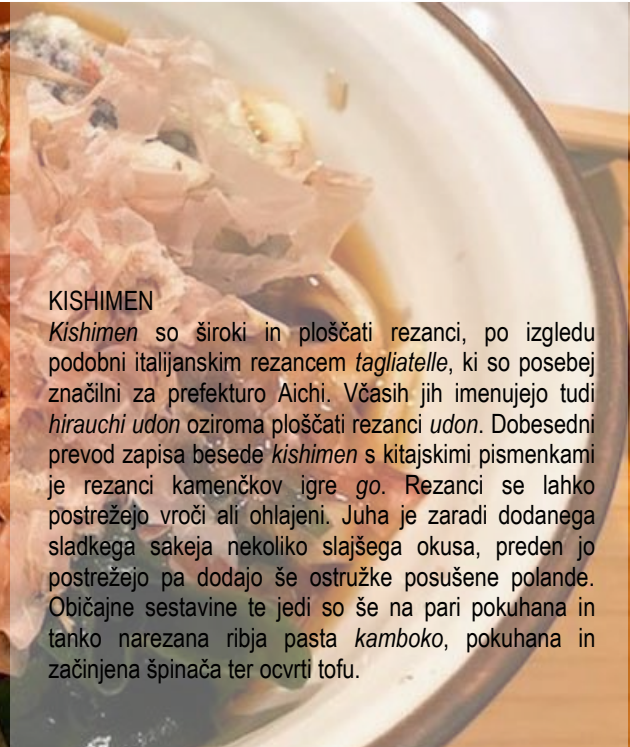 KISHIMEN
Kishimen so široki in ploščati rezanci, po izgledu
podobni italijanskim rezancem tagliatelle, ki so posebej
značilni za prefekturo Aichi. Včasih jih imenujejo tudi
hirauchi udon oziroma ploščati rezanci udon. Dobesedni
prevod zapisa besede kishimen s kitajskimi pismenkami
je rezanci kamenčkov igre go. Rezanci se lahko
postrežejo vroči ali ohlajeni. Juha je zaradi dodanega
sladkega sakeja nekoliko slajšega okusa, preden jo
postrežejo pa dodajo še ostružke posušene polande.
Običajne sestavine te jedi so še na pari pokuhana in
tanko narezana ribja pasta kamboko, pokuhana in
začinjena špinača ter ocvrti tofu.